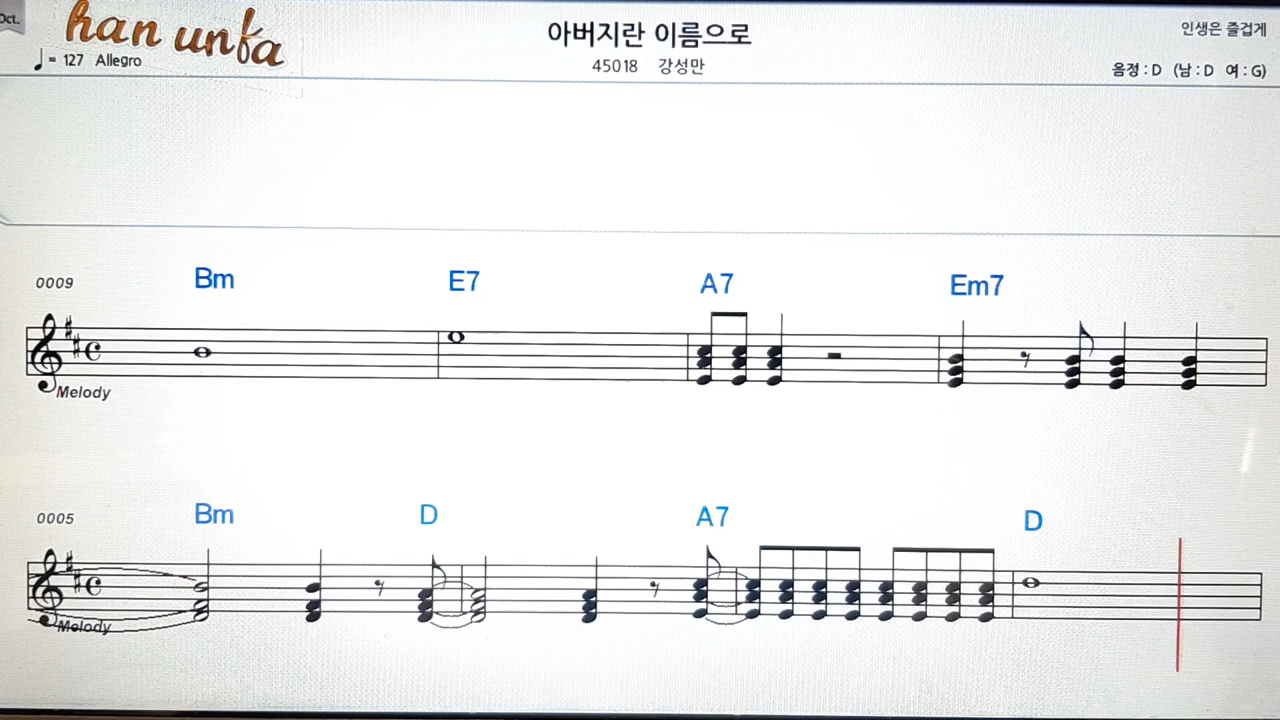 Oct.
han unfa
아버지란 이름으로
인생은 즐겁게
♩ = 127 Allegro
45018 강성만
음정 : D (남 : D 여 : G)
0009 Bm E7 A7 Em7
Melody
0005 Bm D A7 D
Melody